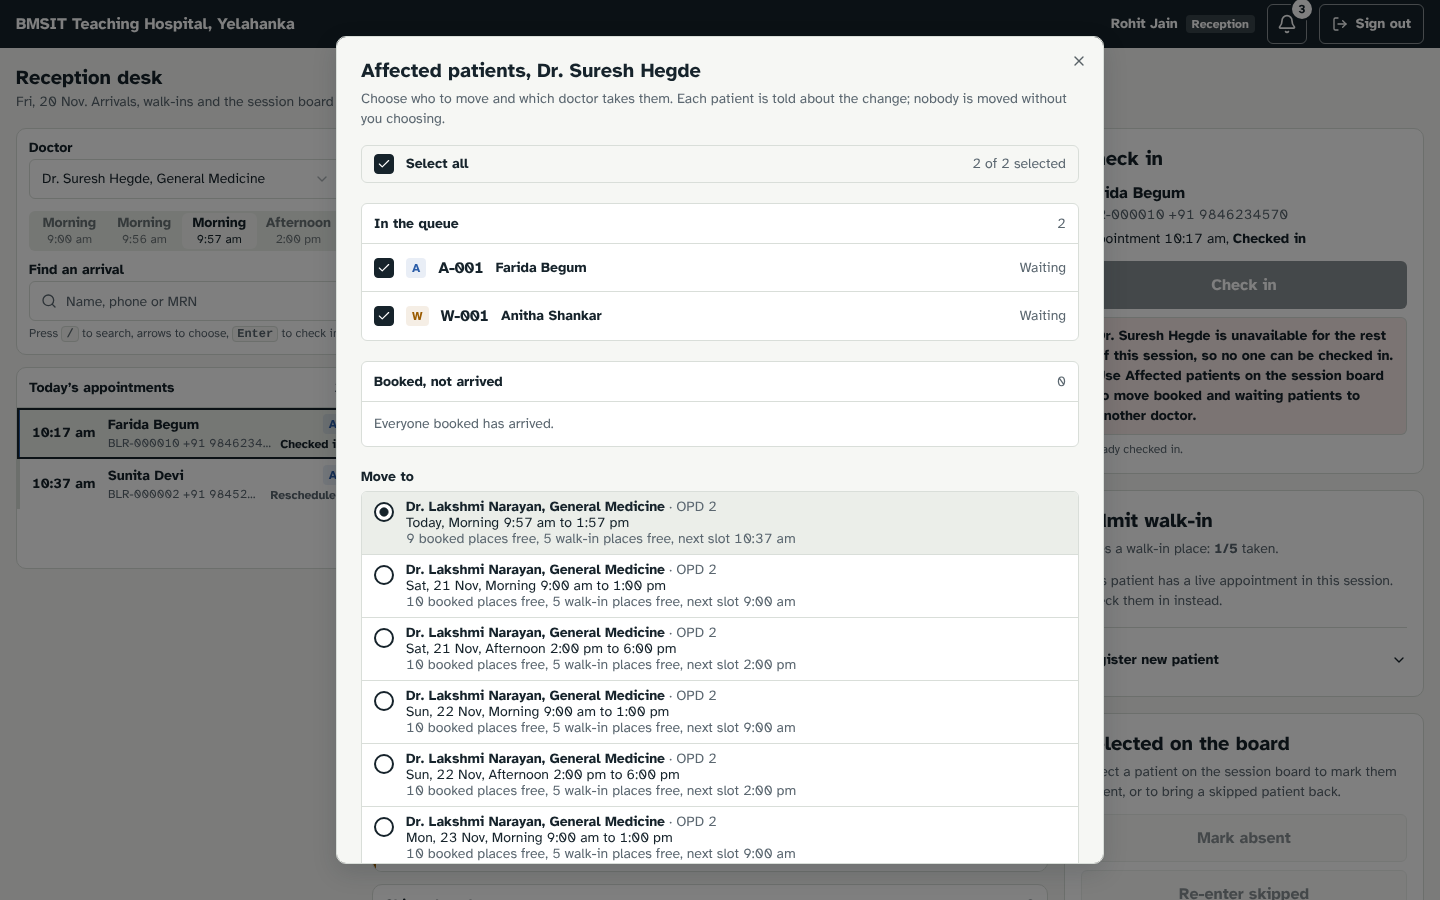 BMSIT Teaching Hospital, Yelahanka
Rohit Jain Reception 3 Sign out
Reception desk
Fri, 20 Nov. Arrivals, walk-ins and the session board
Doctor
Dr. Suresh Hegde, General Medicine
Morning Morning Morning Afternoon
9:00 am 9:56 am 9:57 am 2:00 pm
Find an arrival
Name, phone or MRN
Press / to search, arrows to choose, Enter to check in
Today's appointments
10:17 am Farida Begum A
BLR-000010 +91 9846234... Checked i
10:37 am Sunita Devi A
BLR-000002 +91 98452... Reschedule
Affected patients, Dr. Suresh Hegde
Choose who to move and which doctor takes them. Each patient is told about the change; nobody is moved without
you choosing.
Select all 2 of 2 selected
In the queue 2
A A-001 Farida Begum Waiting
W W-001 Anitha Shankar Waiting
Booked, not arrived 0
Everyone booked has arrived.
Move to
Dr. Lakshmi Narayan, General Medicine · OPD 2
Today, Morning 9:57 am to 1:57 pm
9 booked places free, 5 walk-in places free, next slot 10:37 am
Dr. Lakshmi Narayan, General Medicine · OPD 2
Sat, 21 Nov, Morning 9:00 am to 1:00 pm
10 booked places free, 5 walk-in places free, next slot 9:00 am
Dr. Lakshmi Narayan, General Medicine · OPD 2
Sat, 21 Nov, Afternoon 2:00 pm to 6:00 pm
10 booked places free, 5 walk-in places free, next slot 2:00 pm
Dr. Lakshmi Narayan, General Medicine · OPD 2
Sun, 22 Nov, Morning 9:00 am to 1:00 pm
10 booked places free, 5 walk-in places free, next slot 9:00 am
Dr. Lakshmi Narayan, General Medicine · OPD 2
Sun, 22 Nov, Afternoon 2:00 pm to 6:00 pm
10 booked places free, 5 walk-in places free, next slot 2:00 pm
Dr. Lakshmi Narayan, General Medicine · OPD 2
Mon, 23 Nov, Morning 9:00 am to 1:00 pm
10 booked places free, 5 walk-in places free, next slot 9:00 am
eck in
ida Begum
-000010 +91 9846234570
ointment 10:17 am, Checked in
Check in
r. Suresh Hegde is unavailable for the rest
f this session, so no one can be checked in.
se Affected patients on the session board
o move booked and waiting patients to
nother doctor.
ady checked in.
mit walk-in
s a walk-in place: 1/5 taken.
s patient has a live appointment in this session.
eck them in instead.
gister new patient
lected on the board
ect a patient on the session board to mark them
ent, or to bring a skipped patient back.
Mark absent
Re-enter skipped